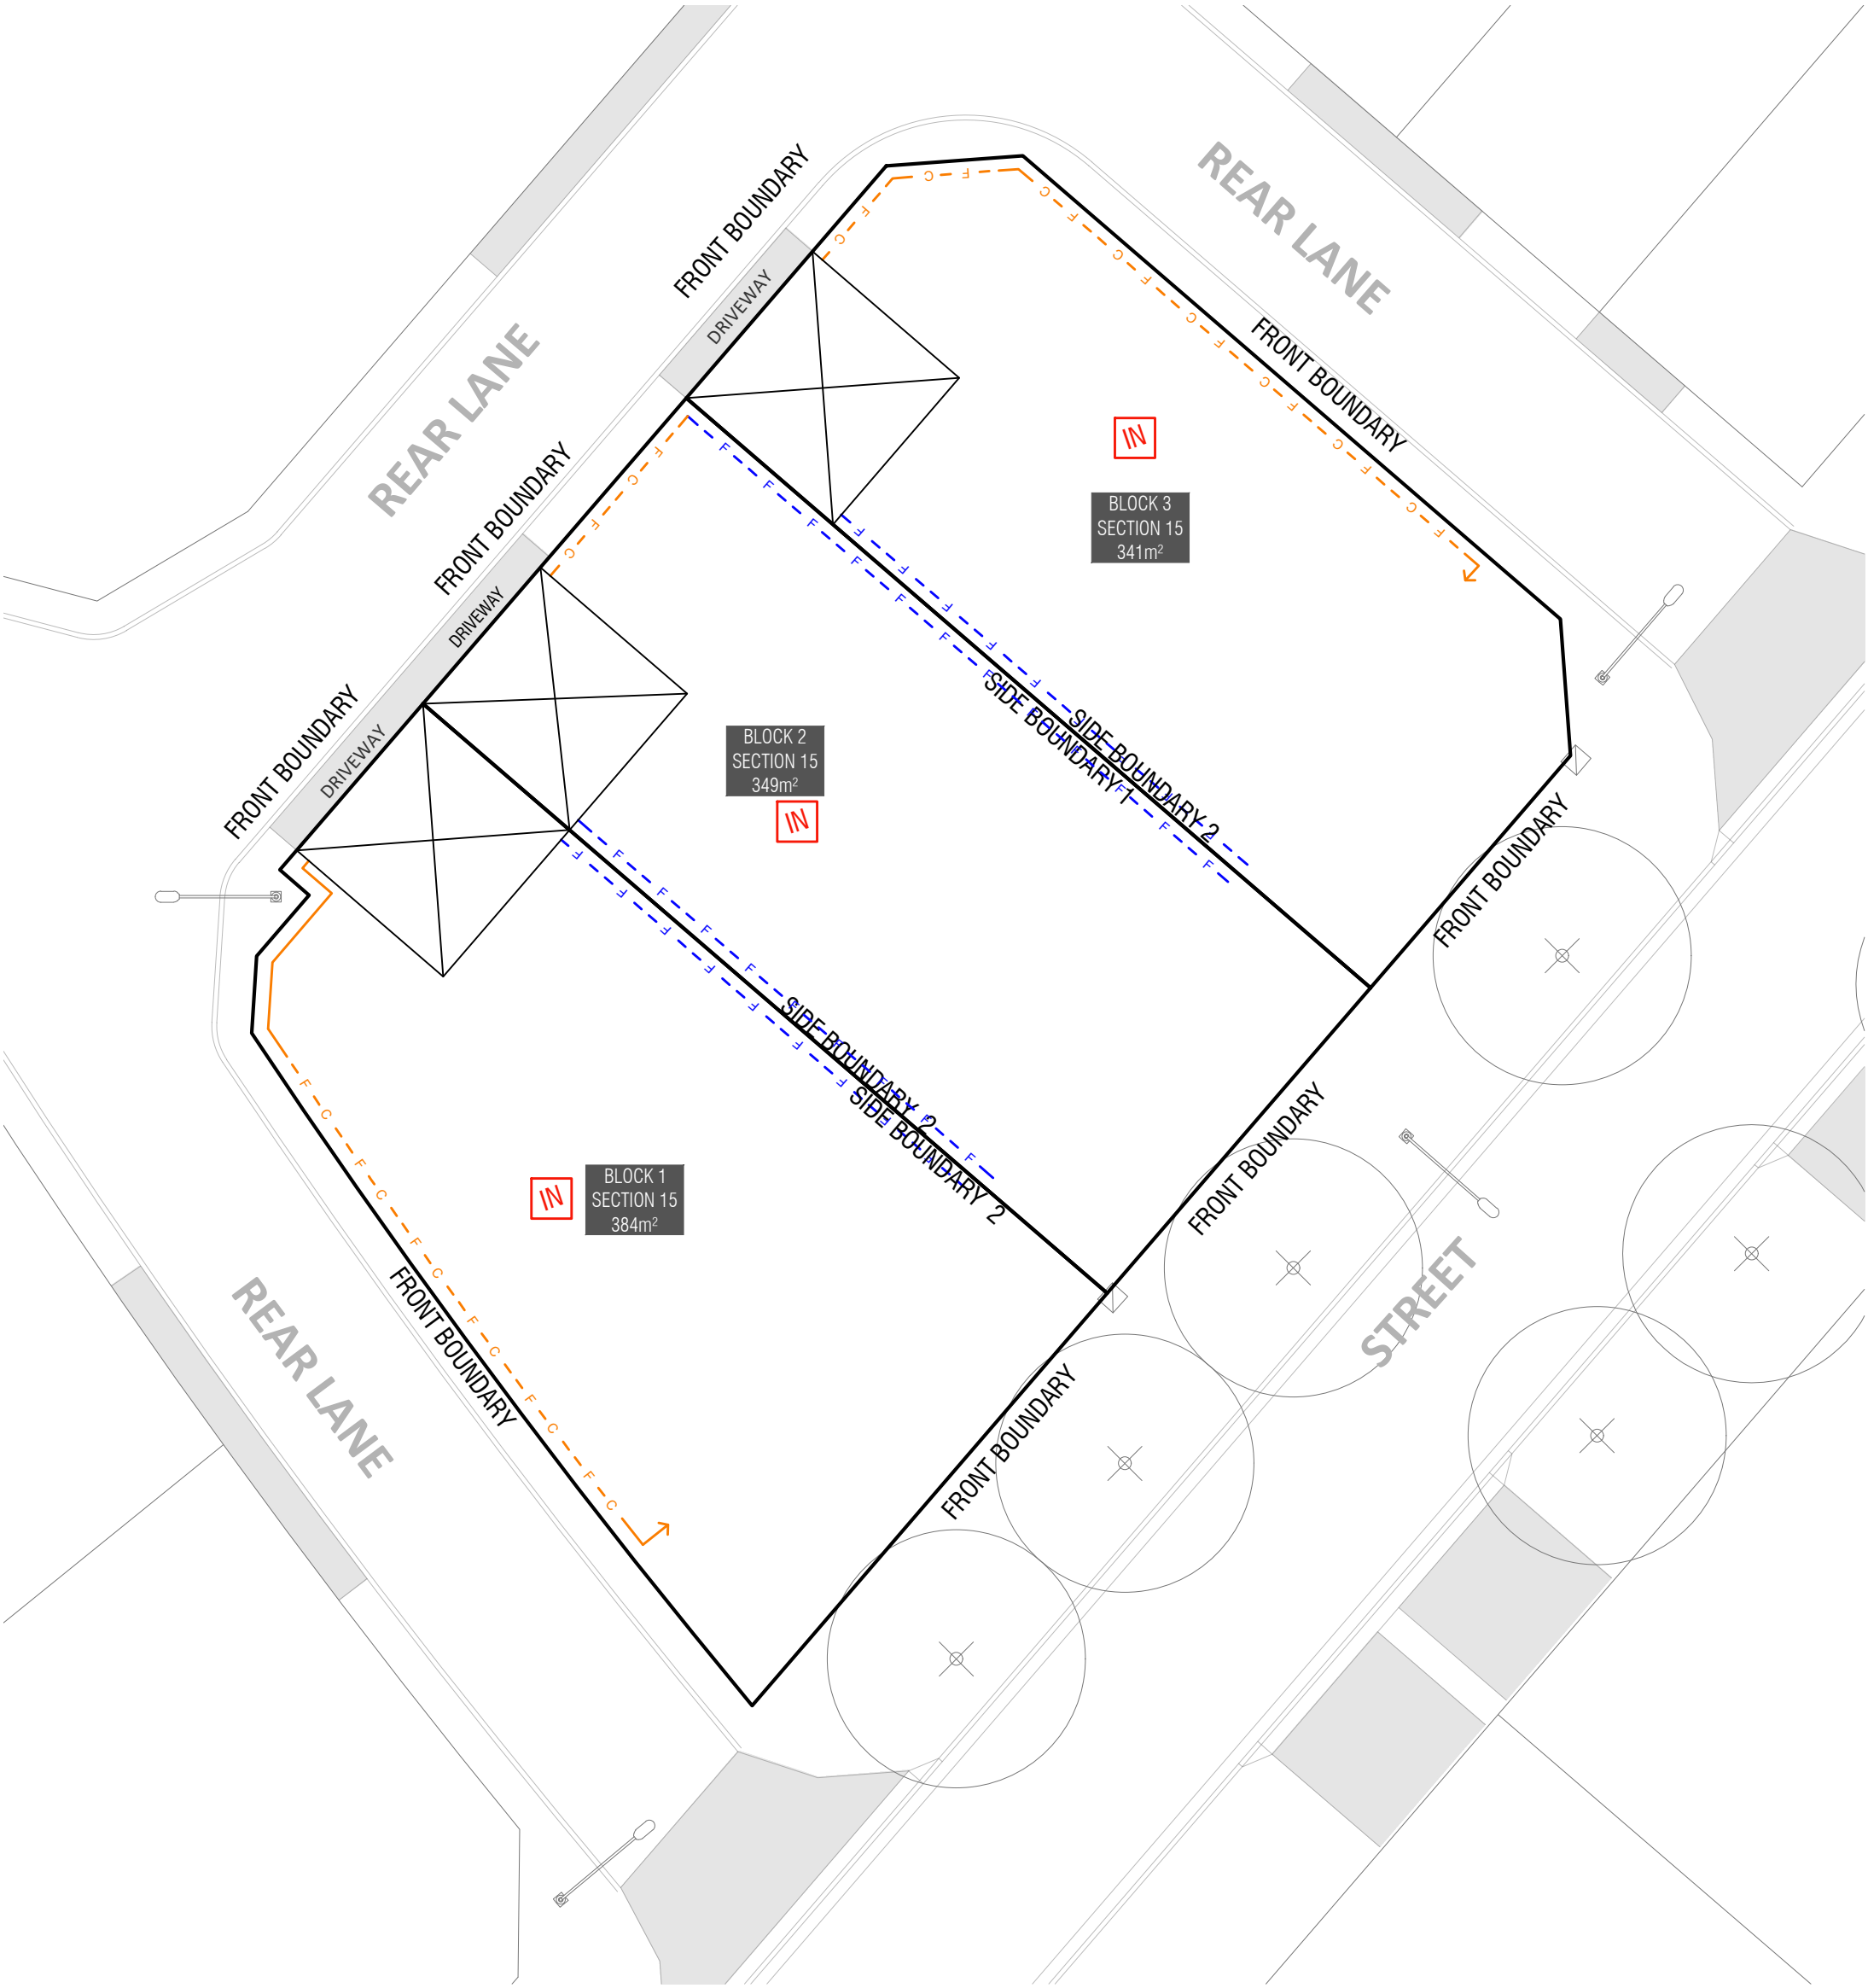 REAR LANE
FRONT BOUNDARY
DRIVEWAY
REAR LANE
FRONT BOUNDARY
IN
BLOCK 3
SECTION 15
341m²
FRONT BOUNDARY
DRIVEWAY
SIDE BOUNDARY 2
SIDE BOUNDARY 1
FRONT BOUNDARY
DRIVEWAY
BLOCK 2
SECTION 15
349m²
IN
FRONT BOUNDARY
SIDE BOUNDARY 2
SIDE BOUNDARY 2
FRONT BOUNDARY
IN
BLOCK 1
SECTION 15
384m²
FRONT BOUNDARY
STREET
REAR LANE
FRONT BOUNDARY